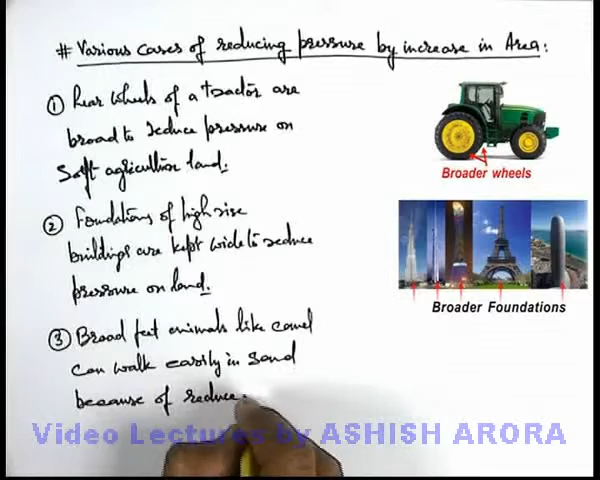 # Various cases of reducing pressure by increase in Area:
① Rear wheels of a tractor are
broad to reduce pressure on
soft agriculture land.
② Foundations of high rise
buildings are kept wide to reduce
pressure on land.
③ Broad feet animals like camel
can walk easily in sand
because of reduce
Broader wheels
Broader Foundations
Video Lectures by ASHISH ARORA